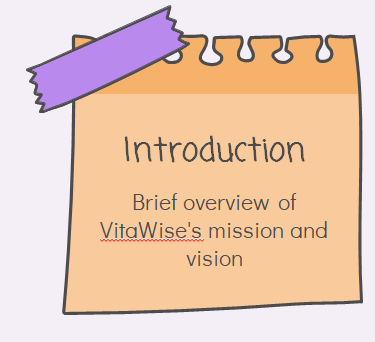 Introduction
Brief overview of
VitaWise's mission and
vision